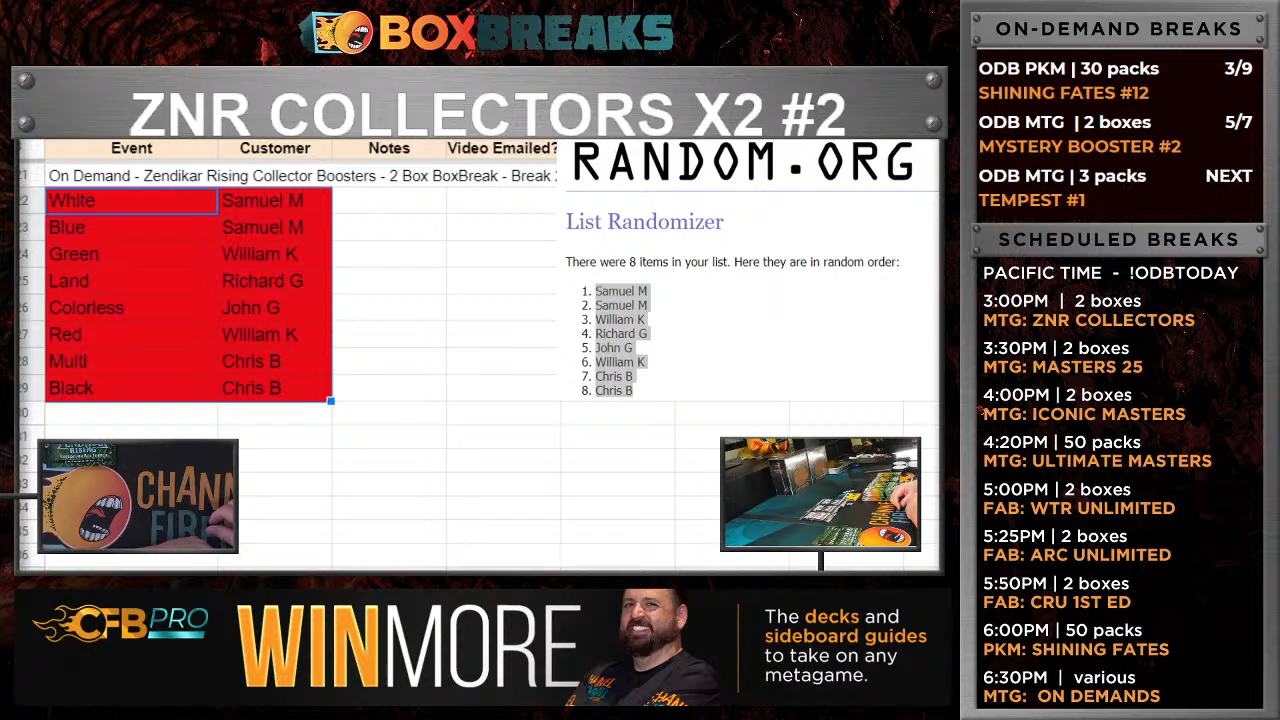 BOXBREAKS
ZNR COLLECTORS X2 #2
Event Customer Notes Video Emailed?
On Demand - Zendikar Rising Collector Boosters - 2 Box BoxBreak - Break
White Samuel M
Blue Samuel M
Green William K
Land Richard G
Colorless John G
Red William K
Multi Chris B
Black Chris B
RANDOM.ORG
List Randomizer
There were 8 items in your list. Here they are in random order:
1. Samuel M
2. Samuel M
3. William K
4. Richard G
5. John G
6. William K
7. Chris B
8. Chris B
RISING
CHANN
FIRE
CFBPRO
WINMORE
The decks and
sideboard guides
to take on any
metagame.
ON-DEMAND BREAKS
ODB PKM | 30 packs 3/9
SHINING FATES #12
ODB MTG | 2 boxes 5/7
MYSTERY BOOSTER #2
ODB MTG | 3 packs NEXT
TEMPEST #1
SCHEDULED BREAKS
PACIFIC TIME - !ODBTODAY
3:00PM | 2 boxes
MTG: ZNR COLLECTORS
3:30PM | 2 boxes
MTG: MASTERS 25
4:00PM | 2 boxes
MTG: ICONIC MASTERS
4:20PM | 50 packs
MTG: ULTIMATE MASTERS
5:00PM | 2 boxes
FAB: WTR UNLIMITED
5:25PM | 2 boxes
FAB: ARC UNLIMITED
5:50PM | 2 boxes
FAB: CRU 1ST ED
6:00PM | 50 packs
PKM: SHINING FATES
6:30PM | various
MTG: ON DEMANDS